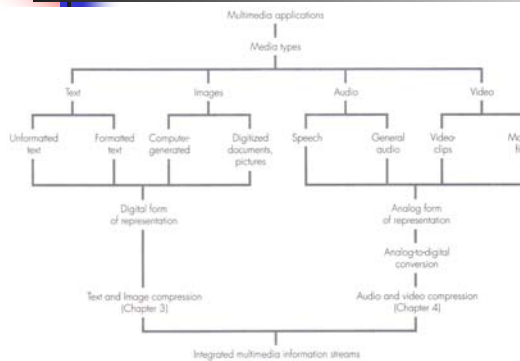 Multimedia applications
Media types
Text
Images
Audio
Video
Unformatted
text
Formatted
text
Computer-
generated
Digitized
documents,
pictures
Speech
General
audio
Video-
clips
Digital form
of representation
Analog form
of representation
Analog-to-digital
conversion
Text and Image compression
(Chapter 3)
Audio and video compression
(Chapter 4)
Integrated multimedia information streams